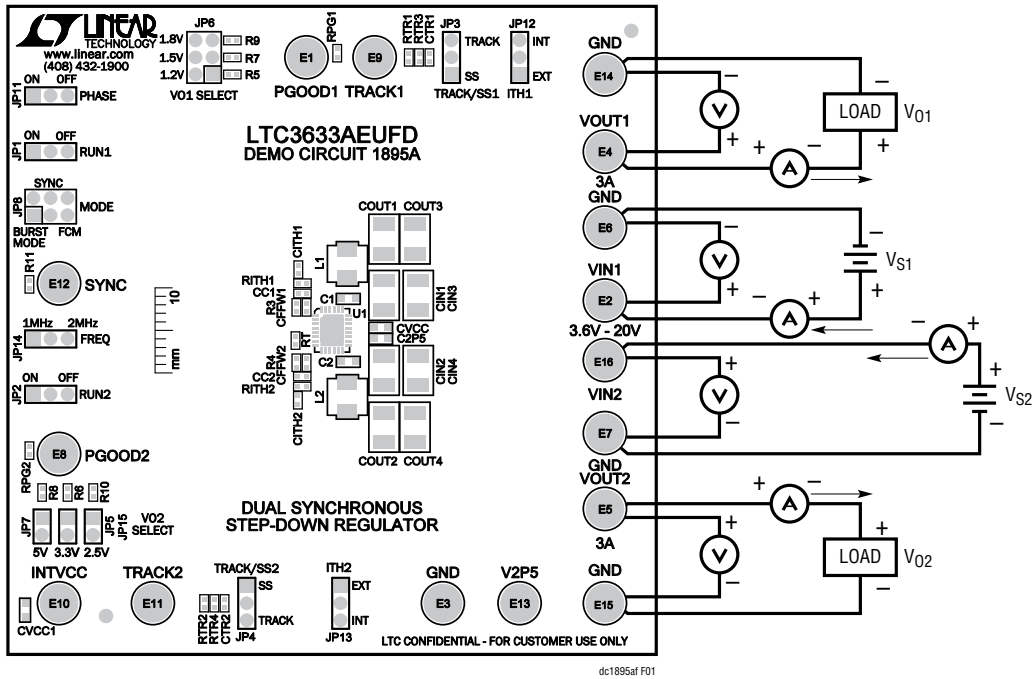 LINEAR
TECHNOLOGY
www.linear.com
(408) 432-1900
JP6
1.8V
R9
1.5V
R7
1.2V
R5
VO1 SELECT
E1
RPG1
E9
PGOOD1
TRACK1
RTR1
RTR3
CTR1
JP3
TRACK
SS
TRACK/SS1
JP12
INT
EXT
ITH1
JP11
ON OFF
PHASE
JP1
ON OFF
RUN1
SYNC
JP8
MODE
BURST MODE
FCM
R11
E12
SYNC
1MHz 2MHz
JP14
FREQ
JP2
ON OFF
RUN2
10
mm
LTC3633AEUFD
DEMO CIRCUIT 1895A
COUT1 COUT3
CITH1
L1
RITH1
CC1
R3
CFFW1
C1
U1
CIN1
CIN3
CVCC
C2P5
RT
R4
CFFW2
C2
CC2
RITH2
L2
CIN2
CIN4
CITH2
COUT2 COUT4
E8
PGOOD2
RPG2
R8
R6
R10
JP7
JP5
JP15
VO2
SELECT
5V 3.3V 2.5V
DUAL SYNCHRONOUS
STEP-DOWN REGULATOR
INTVCC
E10
CVCC1
TRACK2
E11
TRACK/SS2
RTR2
RTR4
CTR2
SS
TRACK
JP4
ITH2
EXT
INT
JP13
GND
E3
V2P5
E13
LTC CONFIDENTIAL - FOR CUSTOMER USE ONLY
GND
E14
VOUT1
E4
3A
GND
E6
VIN1
E2
3.6V - 20V
E16
VIN2
E7
GND
VOUT2
E5
3A
GND
E15
−
V
+
−
LOAD
+
VO1
+
A
−
−
V
+
−
VS1
+
−
A
+
−
A
+
+
V
−
+
VS2
−
+
A
−
+
V
−
+
LOAD
−
VO2
dc1895af F01